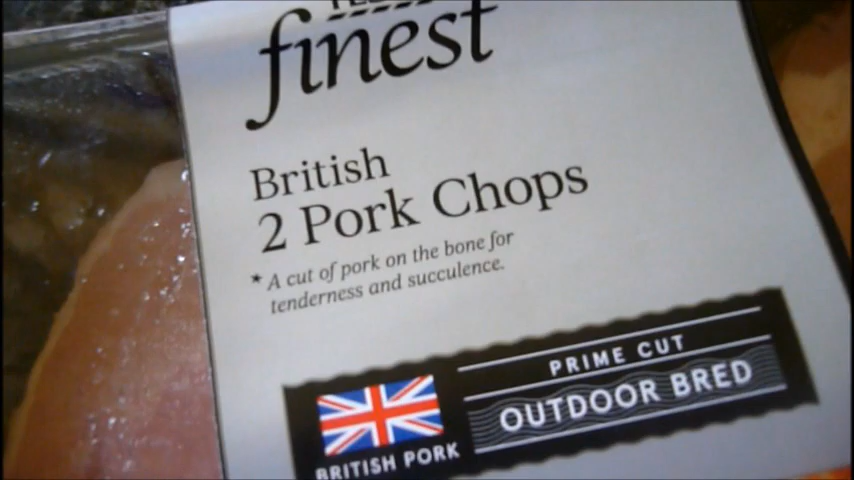 finest
British
2 Pork Chops
* A cut of pork on the bone for
tenderness and succulence.
PRIME CUT
OUTDOOR BRED
BRITISH PORK